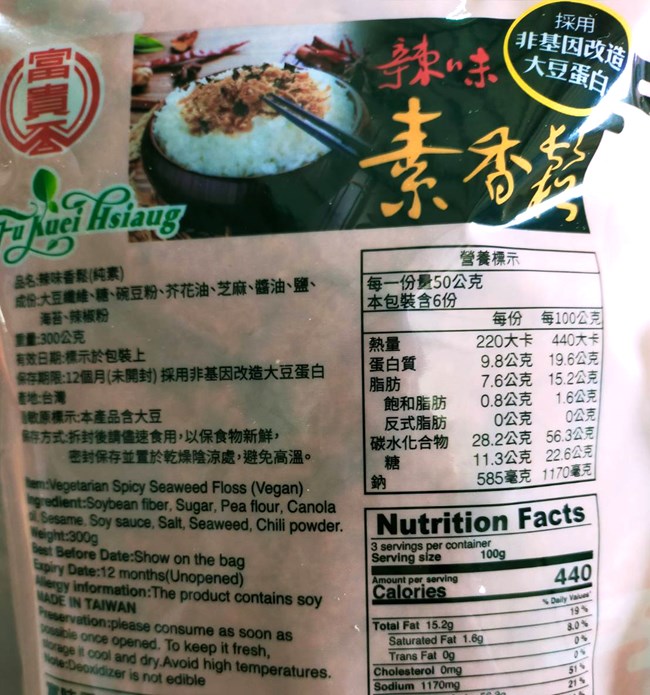 富貴香
Fu Kuei Hsiaug
辣味
素香鬆
採用
非基因改造
大豆蛋白
品名:辣味香鬆(純素)
成份:大豆纖維、糖、碗豆粉、芥花油、芝麻、醬油、鹽、
海苔、辣椒粉
重量:300公克
有效日期:標示於包裝上
保存期限:12個月(未開封) 採用非基因改造大豆蛋白
產地:台灣
過敏原標示:本產品含大豆
保存方式:拆封後請儘速食用,以保食物新鮮,
密封保存並置於乾燥陰涼處,避免高溫。
Item:Vegetarian Spicy Seaweed Floss (Vegan)
Ingredient:Soybean fiber, Sugar, Pea flour, Canola
oil, Sesame, Soy sauce, Salt, Seaweed, Chili powder.
Weight:300g
Best Before Date:Show on the bag
Expiry Date:12 months(Unopened)
Allergy information:The product contains soy
MADE IN TAIWAN
Preservation:please consume as soon as
possible once opened. To keep it fresh,
storage it cool and dry.Avoid high temperatures.
Note:Deoxidizer is not edible
營養標示
每一份量50公克
本包裝含6份
每份 每100公克
熱量 220大卡 440大卡
蛋白質 9.8公克 19.6公克
脂肪 7.6公克 15.2公克
飽和脂肪 0.8公克 1.6公克
反式脂肪 0公克 0公克
碳水化合物 28.2公克 56.3公克
糖 11.3公克 22.6公克
鈉 585毫克 1170毫克
Nutrition Facts
3 servings per container
Serving size 100g
Amount per serving
Calories 440
% Daily Values*
Total Fat 15.2g 19%
Saturated Fat 1.6g 8.0%
Trans Fat 0g 0%
Cholesterol 0mg 0%
Sodium 1170mg 51%
21%